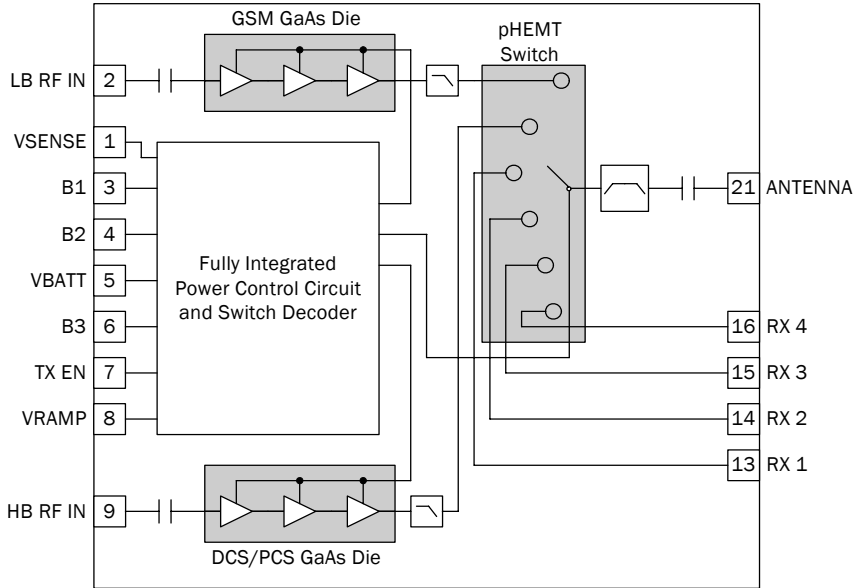 GSM GaAs Die
pHEMT
Switch
LB RF IN 2
VSENSE 1
B1 3
B2 4
VBATT 5
B3 6
TX EN 7
VRAMP 8
HB RF IN 9
Fully Integrated
Power Control Circuit
and Switch Decoder
21 ANTENNA
16 RX 4
15 RX 3
14 RX 2
13 RX 1
DCS/PCS GaAs Die